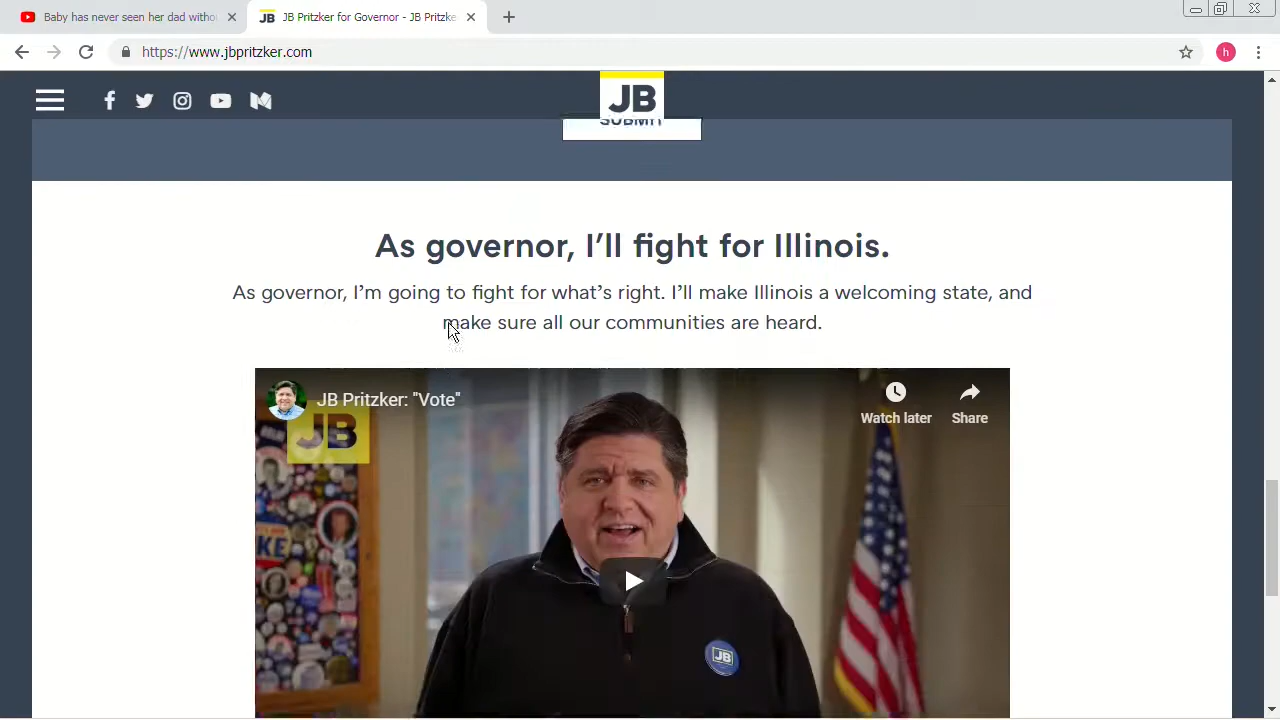 Baby has never seen her dad witho
JB Pritzker for Governor - JB Pritzke
h
https://www.jbpritzker.com
JB
SUBMIT
As governor, I'll fight for Illinois.
As governor, I'm going to fight for what's right. I'll make Illinois a welcoming state, and
make sure all our communities are heard.
JB Pritzker: "Vote"
Watch later
Share
JB
JB